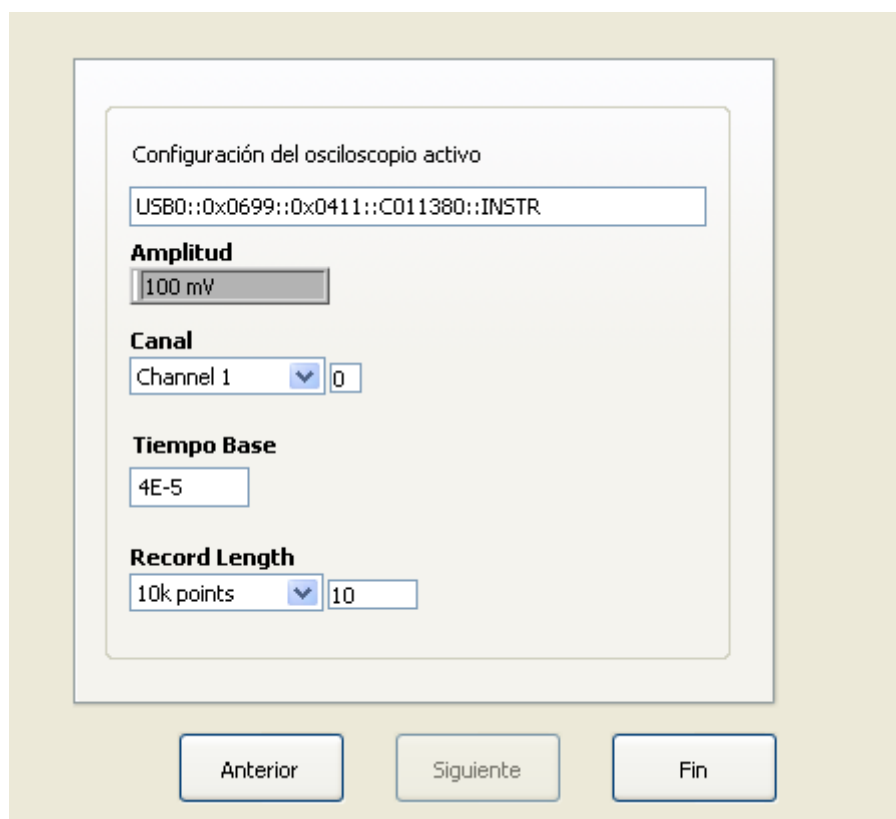 Configuración del osciloscopio activo
USB0::0x0699::0x0411::C011380::INSTR
Amplitud
100 mV
Canal
Channel 1 0
Tiempo Base
4E-5
Record Length
10k points 10
Anterior Siguiente Fin